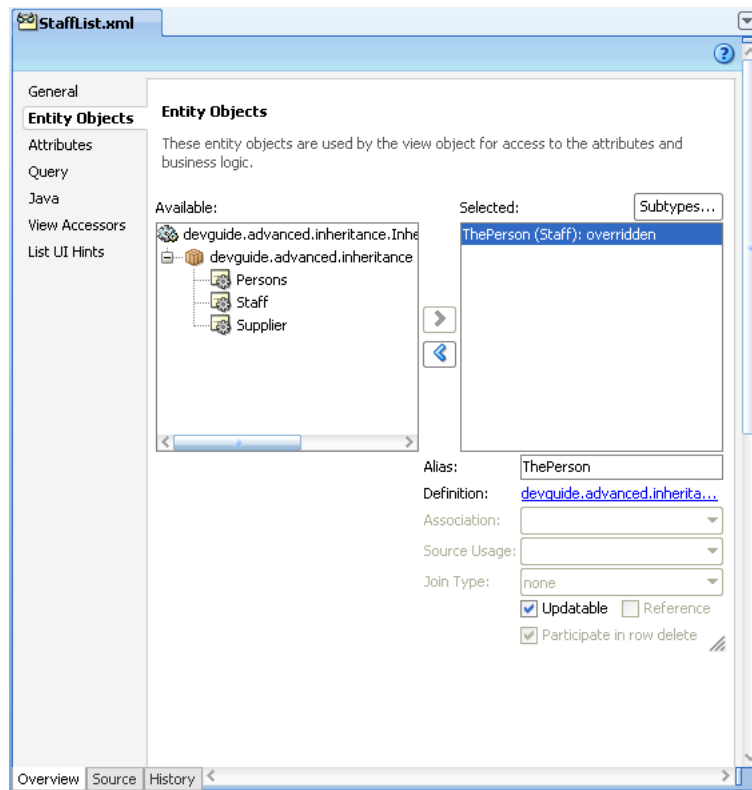 StaffList.xml
General
Entity Objects
Attributes
Query
Java
View Accessors
List UI Hints
Entity Objects
These entity objects are used by the view object for access to the attributes and
business logic.
Available:
devguide.advanced.inheritance.Inhe
devguide.advanced.inheritance
Persons
Staff
Supplier
Selected:
Subtypes...
ThePerson (Staff): overridden
Alias:
ThePerson
Definition:
devguide.advanced.inherita...
Association:
Source Usage:
Join Type:
none
Updatable
Reference
Participate in row delete
Overview
Source
History